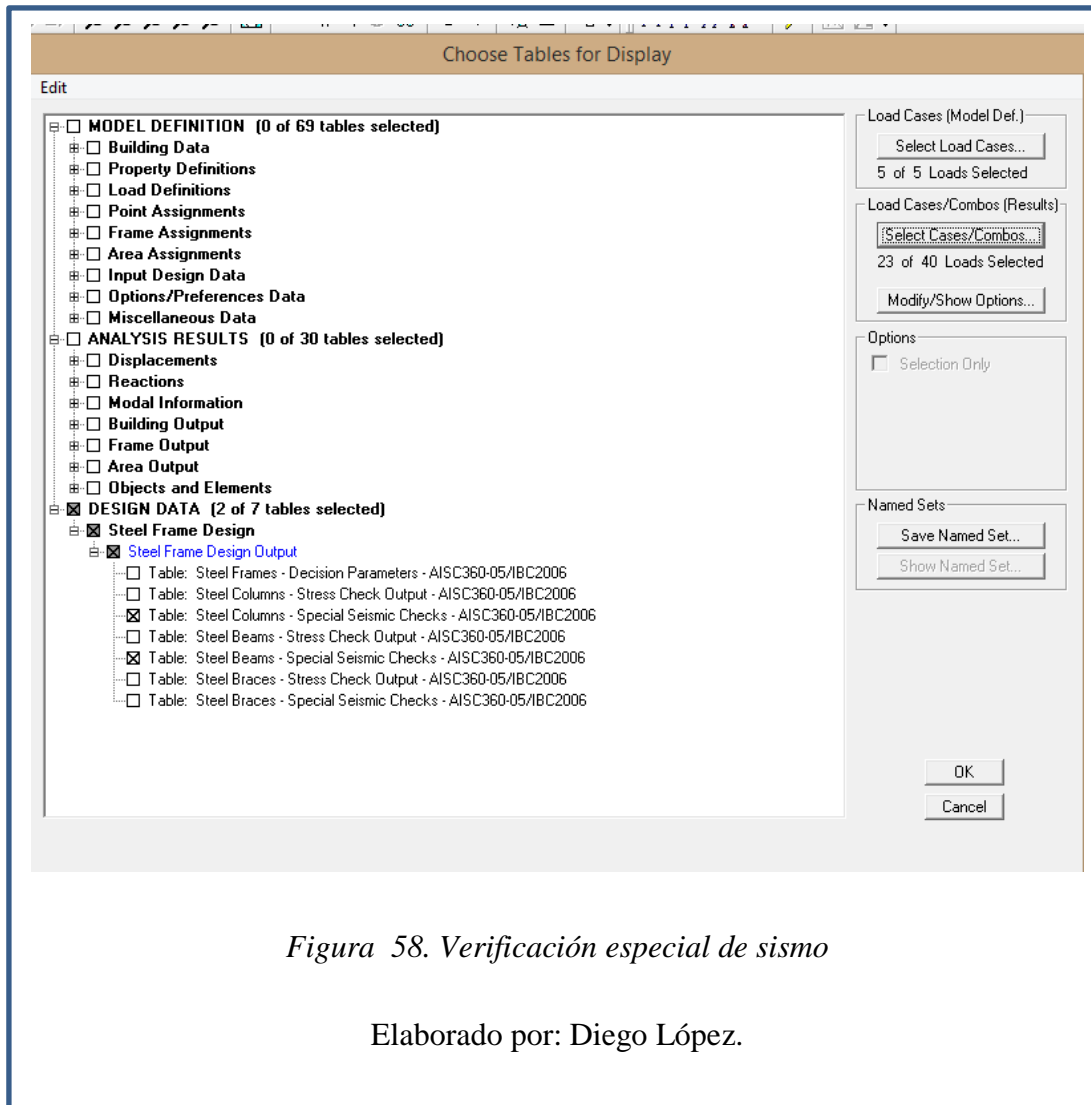 Choose Tables for Display
Edit
MODEL DEFINITION (0 of 69 tables selected)
Building Data
Property Definitions
Load Definitions
Point Assignments
Frame Assignments
Area Assignments
Input Design Data
Options/Preferences Data
Miscellaneous Data
ANALYSIS RESULTS (0 of 30 tables selected)
Displacements
Reactions
Modal Information
Building Output
Frame Output
Area Output
Objects and Elements
DESIGN DATA (2 of 7 tables selected)
Steel Frame Design
Steel Frame Design Output
Table: Steel Frames - Decision Parameters - AISC360-05/IBC2006
Table: Steel Columns - Stress Check Output - AISC360-05/IBC2006
Table: Steel Columns - Special Seismic Checks - AISC360-05/IBC2006
Table: Steel Beams - Stress Check Output - AISC360-05/IBC2006
Table: Steel Beams - Special Seismic Checks - AISC360-05/IBC2006
Table: Steel Braces - Stress Check Output - AISC360-05/IBC2006
Table: Steel Braces - Special Seismic Checks - AISC360-05/IBC2006
Load Cases (Model Def.)
Select Load Cases...
5 of 5 Loads Selected
Load Cases/Combos (Results)
Select Cases/Combos...
23 of 40 Loads Selected
Modify/Show Options...
Options
Selection Only
Named Sets
Save Named Set...
Show Named Set...
OK
Cancel
Figura 58. Verificación especial de sismo
Elaborado por: Diego López.